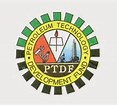 PETROLEUM TECHNOLOGY
DEVELOPMENT FUND
PTDF